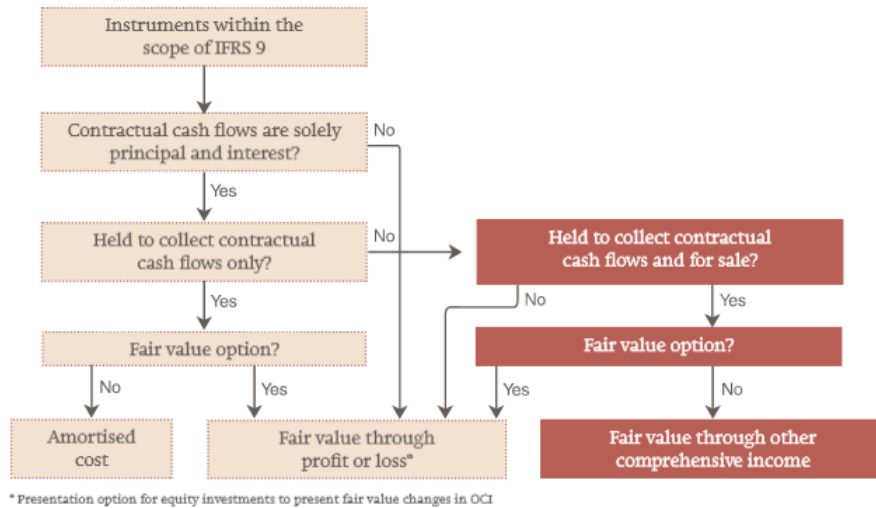 Instruments within the
scope of IFRS 9
Contractual cash flows are solely
principal and interest?
No
Yes
Held to collect contractual
cash flows only?
No
Held to collect contractual
cash flows and for sale?
Yes
No
Yes
Fair value option?
Fair value option?
No
Yes
Yes
No
Amortised
cost
Fair value through
profit or loss*
Fair value through other
comprehensive income
* Presentation option for equity investments to present fair value changes in OCI